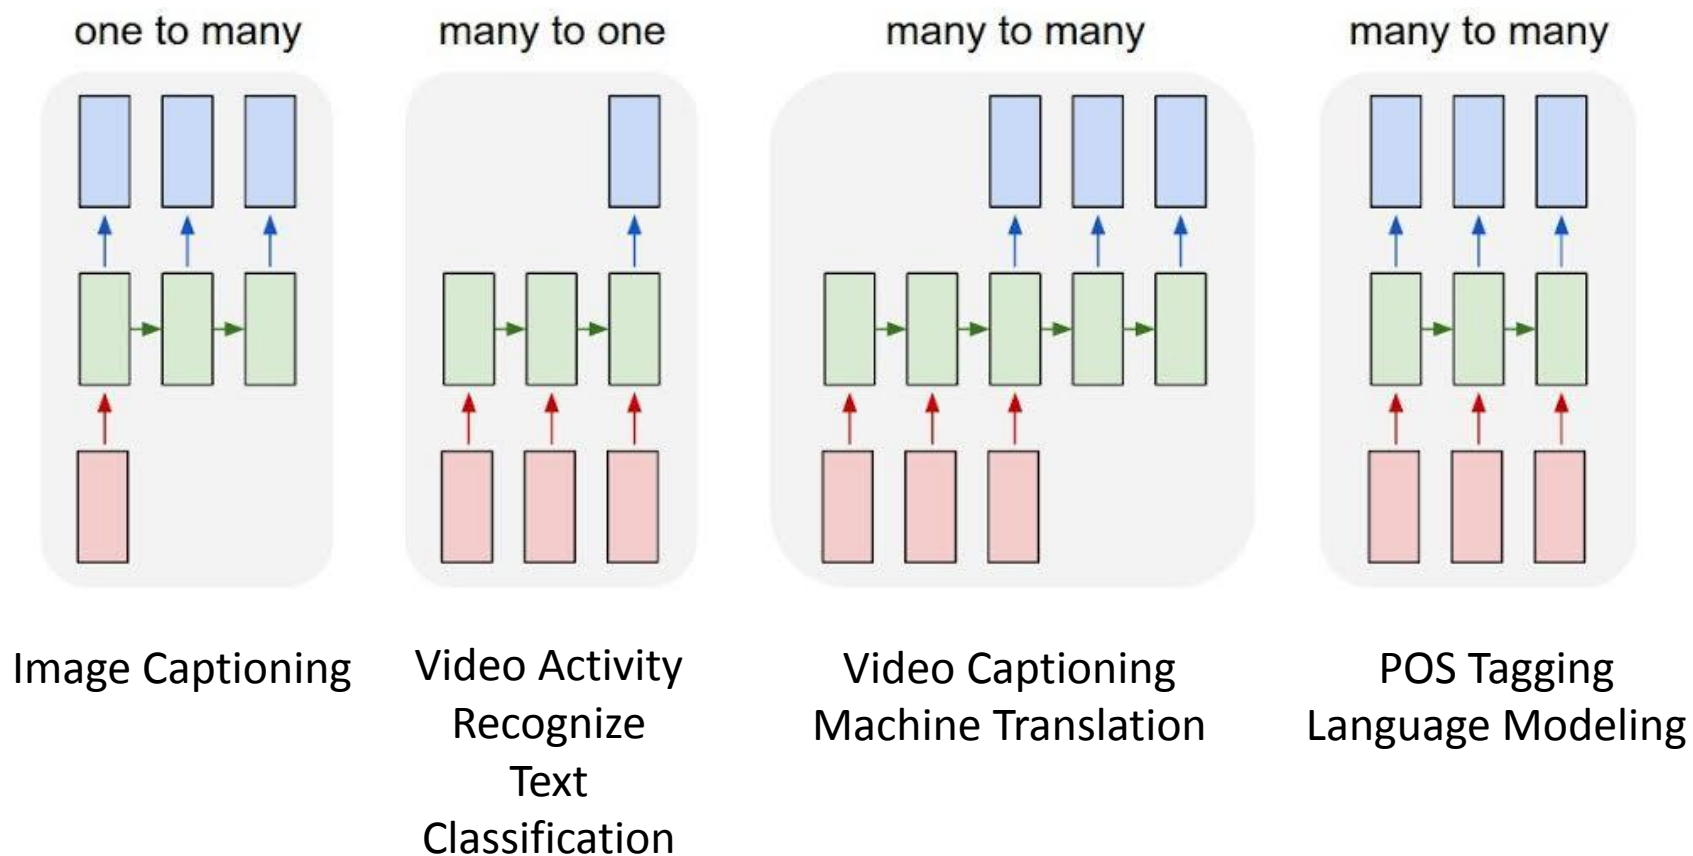 one to many
many to one
many to many
many to many
Image Captioning
Video Activity
Recognize
Text
Classification
Video Captioning
Machine Translation
POS Tagging
Language Modeling